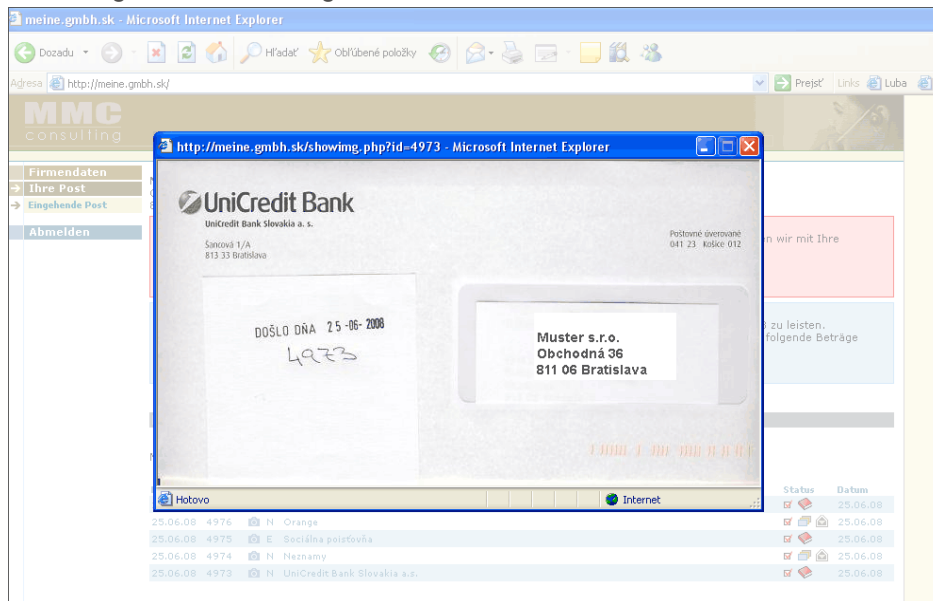 meine.gmbh.sk - Microsoft Internet Explorer
Dozadu
Hľadať
Obľúbené položky
Adresa http://meine.gmbh.sk/
Prejsť Links Luba
MMC
consulting
http://meine.gmbh.sk/showimg.php?id=4973 - Microsoft Internet Explorer
Firmendaten
Ihre Post
Eingehende Post
Abmelden
UniCredit Bank
UniCredit Bank Slovakia a. s.
Šancová 1/A
813 33 Bratislava
Poštovné úverované
041 23 Košice 012
n wir mit Ihre
DOŠLO DŇA 25-06-2008
4973
Muster s.r.o.
Obchodná 36
811 06 Bratislava
zu leisten.
folgende Beträge
Hotovo
Internet
Status Datum
25.06.08
25.06.08 4976 N Orange 25.06.08
25.06.08 4975 E Sociálna poisťovňa 25.06.08
25.06.08 4974 N Neznamy 25.06.08
25.06.08 4973 N UniCredit Bank Slovakia a.s. 25.06.08